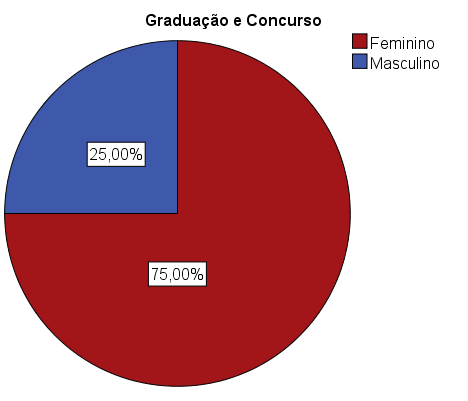 Graduação e Concurso
Feminino
Masculino
25,00%
75,00%